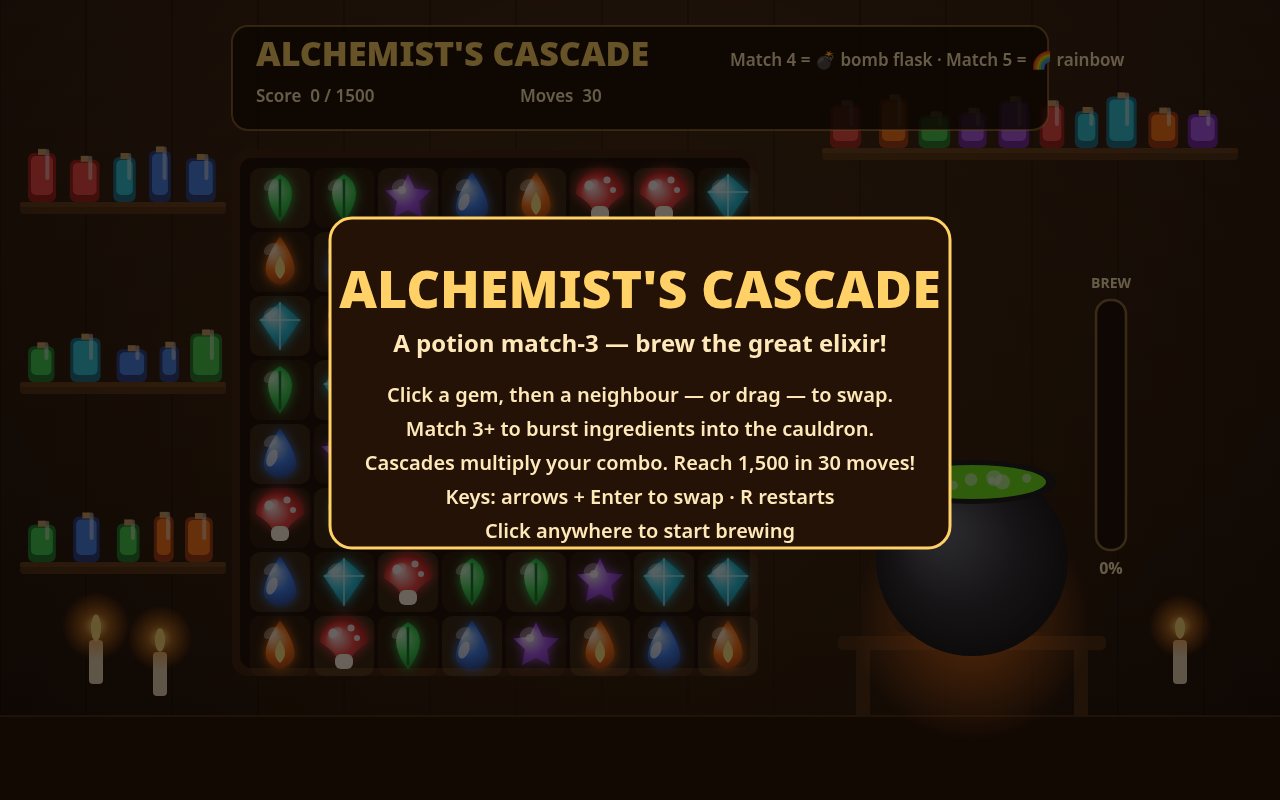 ALCHEMIST'S CASCADE
Match 4 = 💣 bomb flask · Match 5 = 🌈 rainbow
Score 0 / 1500
Moves 30
BREW
ALCHEMIST'S CASCADE
A potion match-3 — brew the great elixir!
Click a gem, then a neighbour — or drag — to swap.
Match 3+ to burst ingredients into the cauldron.
Cascades multiply your combo. Reach 1,500 in 30 moves!
Keys: arrows + Enter to swap · R restarts
Click anywhere to start brewing
0%